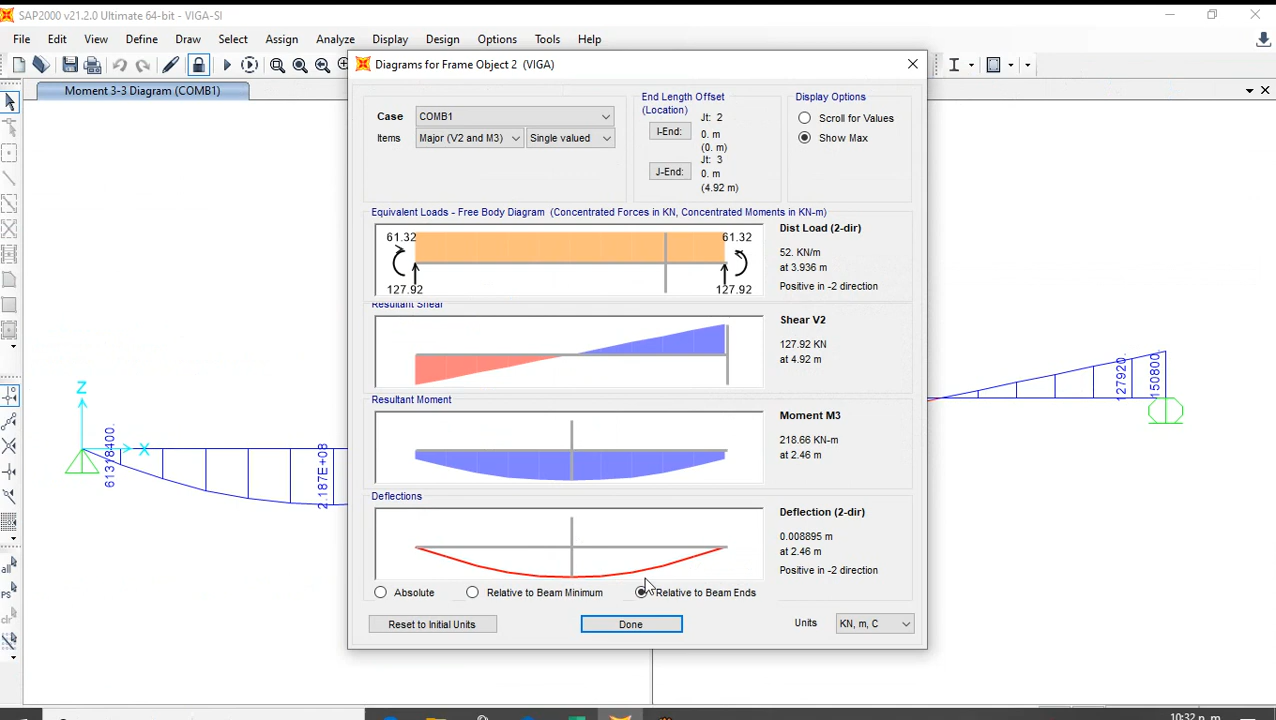 SAP2000 v21.2.0 Ultimate 64-bit - VIGA-SI
File Edit View Define Draw Select Assign Analyze Display Design Options Tools Help
Moment 3-3 Diagram (COMB1)
Diagrams for Frame Object 2 (VIGA)
Case COMB1
Items Major (V2 and M3) Single valued
End Length Offset
(Location)
I-End:
Jt: 2
0. m
(0. m)
J-End:
Jt: 3
0. m
(4.92 m)
Display Options
Scroll for Values
Show Max
Equivalent Loads - Free Body Diagram (Concentrated Forces in KN, Concentrated Moments in KN-m)
61.32 61.32
127.92 127.92
Dist Load (2-dir)
52. KN/m
at 3.936 m
Positive in -2 direction
Resultant Shear
Shear V2
127.92 KN
at 4.92 m
Resultant Moment
Moment M3
218.66 KN-m
at 2.46 m
Deflections
Deflection (2-dir)
0.008895 m
at 2.46 m
Positive in -2 direction
Absolute Relative to Beam Minimum Relative to Beam Ends
Reset to Initial Units Done Units KN, m, C
Z
X
61318400.
2.187E+08
127920.
150800.
all
PS
10:32 p. m.